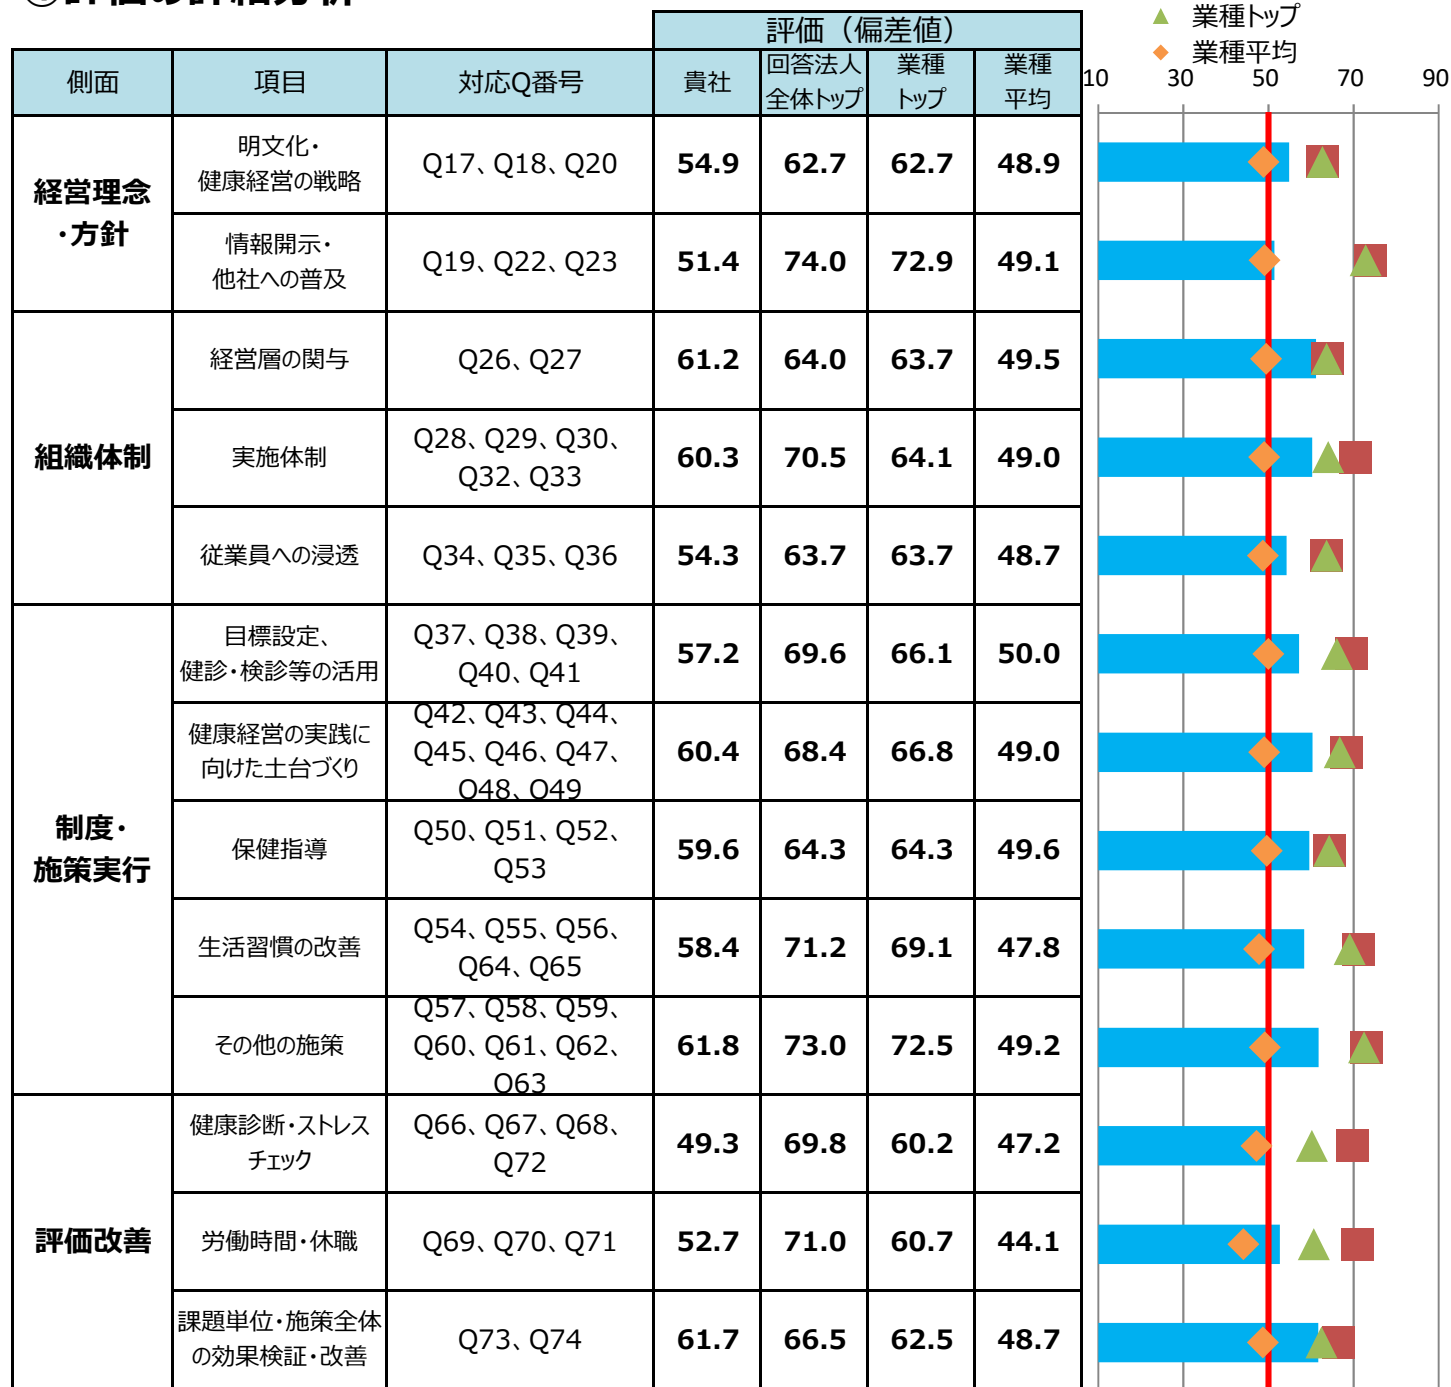 ▲ 業種トップ
◆ 業種平均
評価（偏差値）
側面 項目 対応Q番号 貴社 回答法人 業種 業種
全体トップ トップ 平均
10 30 50 70 90
経営理念
・方針
明文化・
健康経営の戦略
Q17、Q18、Q20 54.9 62.7 62.7 48.9
情報開示・
他社への普及
Q19、Q22、Q23 51.4 74.0 72.9 49.1
組織体制
経営層の関与 Q26、Q27 61.2 64.0 63.7 49.5
実施体制
Q28、Q29、Q30、
Q32、Q33
60.3 70.5 64.1 49.0
従業員への浸透 Q34、Q35、Q36 54.3 63.7 63.7 48.7
制度・
施策実行
目標設定、
健診・検診等の活用
Q37、Q38、Q39、
Q40、Q41
57.2 69.6 66.1 50.0
健康経営の実践に
向けた土台づくり
Q42、Q43、Q44、
Q45、Q46、Q47、
Q48、Q49
60.4 68.4 66.8 49.0
保健指導
Q50、Q51、Q52、
Q53
59.6 64.3 64.3 49.6
生活習慣の改善
Q54、Q55、Q56、
Q64、Q65
58.4 71.2 69.1 47.8
その他の施策
Q57、Q58、Q59、
Q60、Q61、Q62、
Q63
61.8 73.0 72.5 49.2
評価改善
健康診断・ストレス
チェック
Q66、Q67、Q68、
Q72
49.3 69.8 60.2 47.2
労働時間・休職 Q69、Q70、Q71 52.7 71.0 60.7 44.1
課題単位・施策全体
の効果検証・改善
Q73、Q74 61.7 66.5 62.5 48.7